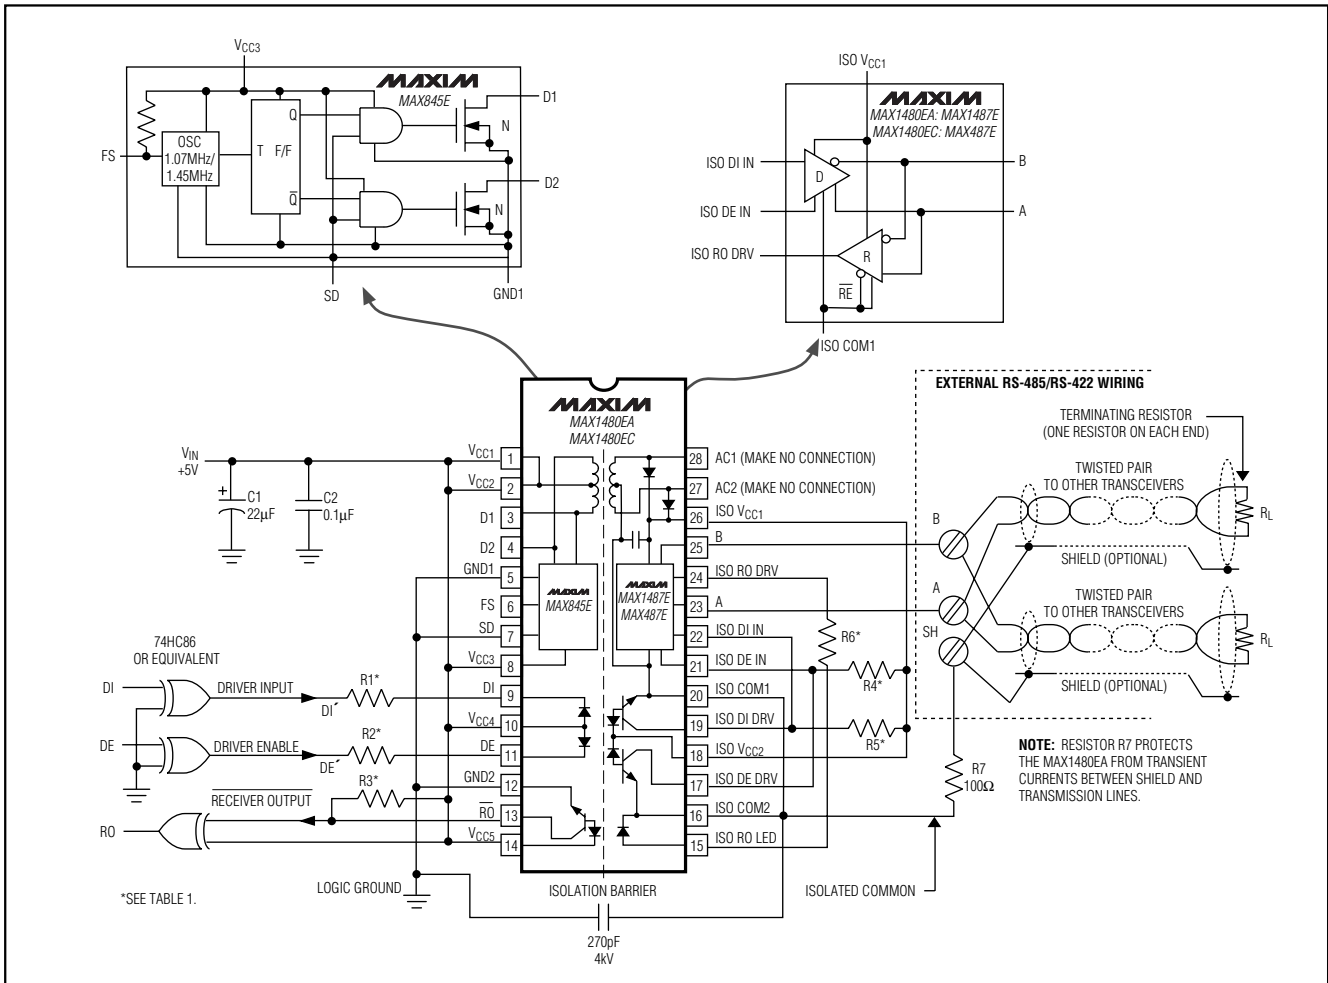 VCC3
MAXIM
MAX845E
D1
Q
N
FS
OSC
1.07MHz/
1.45MHz
T F/F
D2
Q
N
SD
GND1
ISO VCC1
MAXIM
MAX1480EA: MAX1487E
MAX1480EC: MAX487E
ISO DI IN
B
D
ISO DE IN
A
ISO RO DRV
R
RE
ISO COM1
MAXIM
MAX1480EA
MAX1480EC
EXTERNAL RS-485/RS-422 WIRING
TERMINATING RESISTOR
(ONE RESISTOR ON EACH END)
TWISTED PAIR
TO OTHER TRANSCEIVERS
B
RL
SHIELD (OPTIONAL)
A
TWISTED PAIR
TO OTHER TRANSCEIVERS
SH
RL
SHIELD (OPTIONAL)
VIN
+5V
+
C1
22µF
C2
0.1µF
VCC1
1
VCC2
2
D1
3
D2
4
GND1
5
FS
6
SD
7
VCC3
8
DI
9
VCC4
10
DE
11
GND2
12
RO
13
VCC5
14
MAXIM
MAX845E
MAXIM
MAX1487E
MAX487E
28
AC1 (MAKE NO CONNECTION)
27
AC2 (MAKE NO CONNECTION)
26
ISO VCC1
25
B
24
ISO RO DRV
23
A
22
ISO DI IN
21
ISO DE IN
20
ISO COM1
19
ISO DI DRV
18
ISO VCC2
17
ISO DE DRV
16
ISO COM2
15
ISO RO LED
R6*
R4*
R5*
74HC86
OR EQUIVALENT
DI
DRIVER INPUT
DI´
R1*
DE
DRIVER ENABLE
DE´
R2*
R3*
RECEIVER OUTPUT
RO
R7
100Ω
NOTE: RESISTOR R7 PROTECTS
THE MAX1480EA FROM TRANSIENT
CURRENTS BETWEEN SHIELD AND
TRANSMISSION LINES.
*SEE TABLE 1.
LOGIC GROUND
ISOLATION BARRIER
ISOLATED COMMON
270pF
4kV